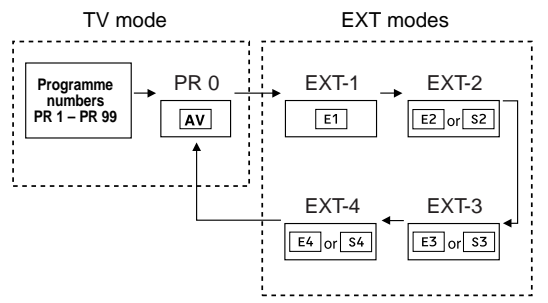 TV mode
EXT modes
Programme
numbers
PR 1 – PR 99
PR 0
AV
EXT-1
E1
EXT-2
E2 or S2
EXT-4
E4 or S4
EXT-3
E3 or S3